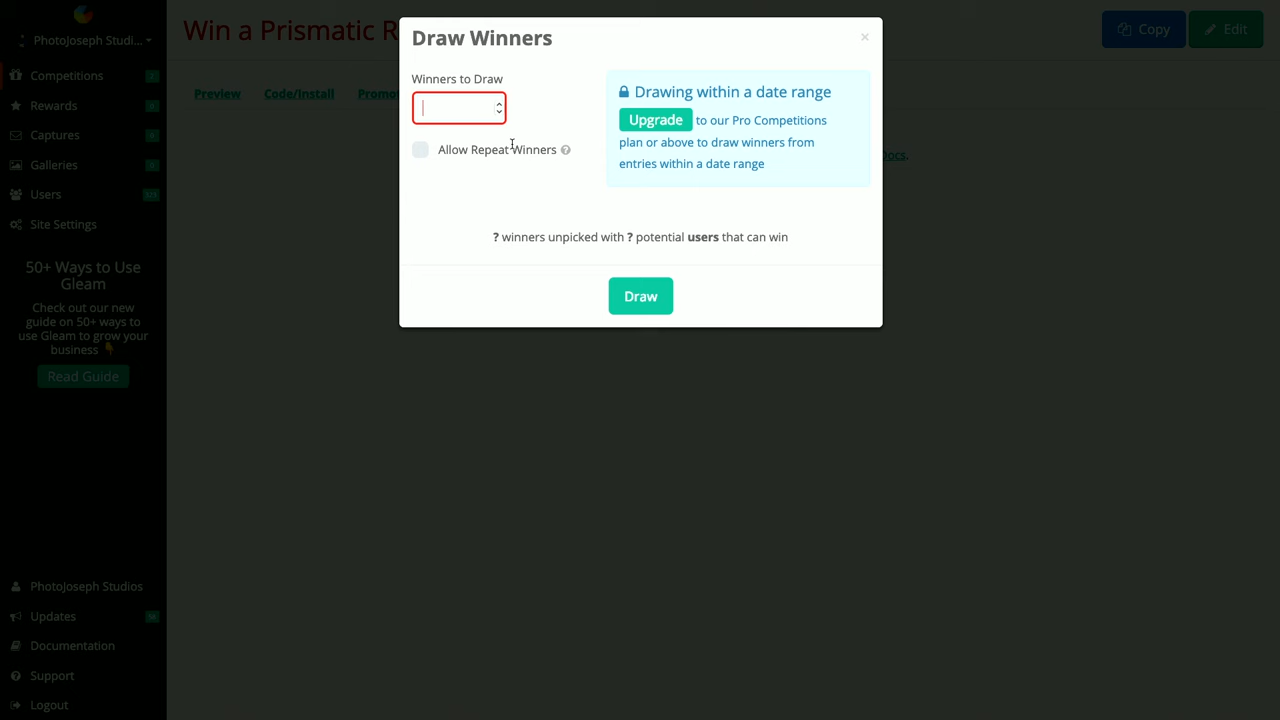 PhotoJoseph Studi...
Competitions
Rewards
Captures
Galleries
Users
Site Settings
50+ Ways to Use
Gleam
Check out our new
guide on 50+ ways to
use Gleam to grow your
business
Read Guide
PhotoJoseph Studios
Updates
Documentation
Support
Logout
Win a Prismatic R
Copy
Edit
Preview
Code/Install
Promo
Docs.
Draw Winners
×
Winners to Draw
Allow Repeat Winners
Drawing within a date range
Upgrade to our Pro Competitions
plan or above to draw winners from
entries within a date range
? winners unpicked with ? potential users that can win
Draw